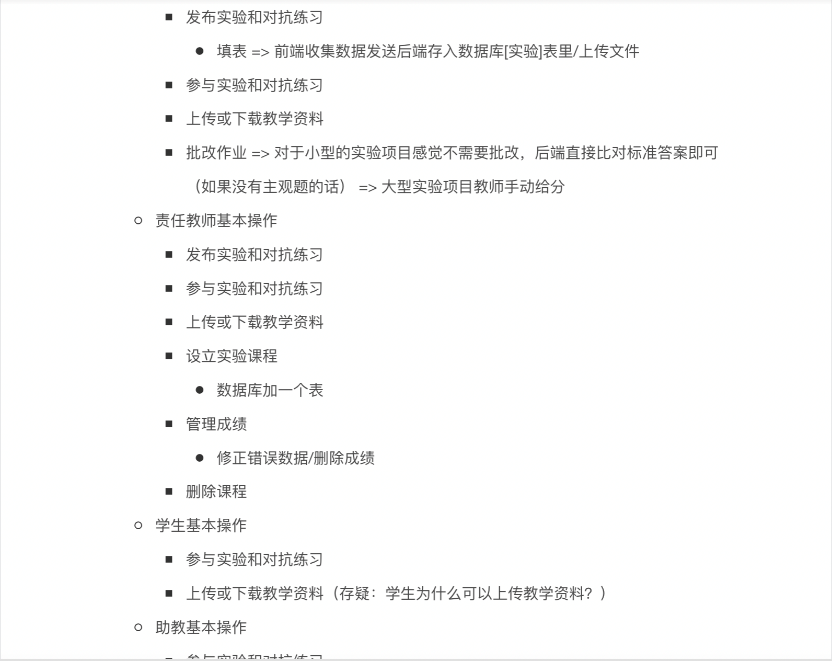 发布实验和对抗练习
填表 => 前端收集数据发送后端存入数据库[实验]表里/上传文件
参与实验和对抗练习
上传或下载教学资料
批改作业 => 对于小型的实验项目感觉不需要批改，后端直接比对标准答案即可
（如果没有主观题的话） => 大型实验项目教师手动给分
责任教师基本操作
发布实验和对抗练习
参与实验和对抗练习
上传或下载教学资料
设立实验课程
数据库加一个表
管理成绩
修正错误数据/删除成绩
删除课程
学生基本操作
参与实验和对抗练习
上传或下载教学资料（存疑：学生为什么可以上传教学资料？）
助教基本操作
参与实验和对抗练习